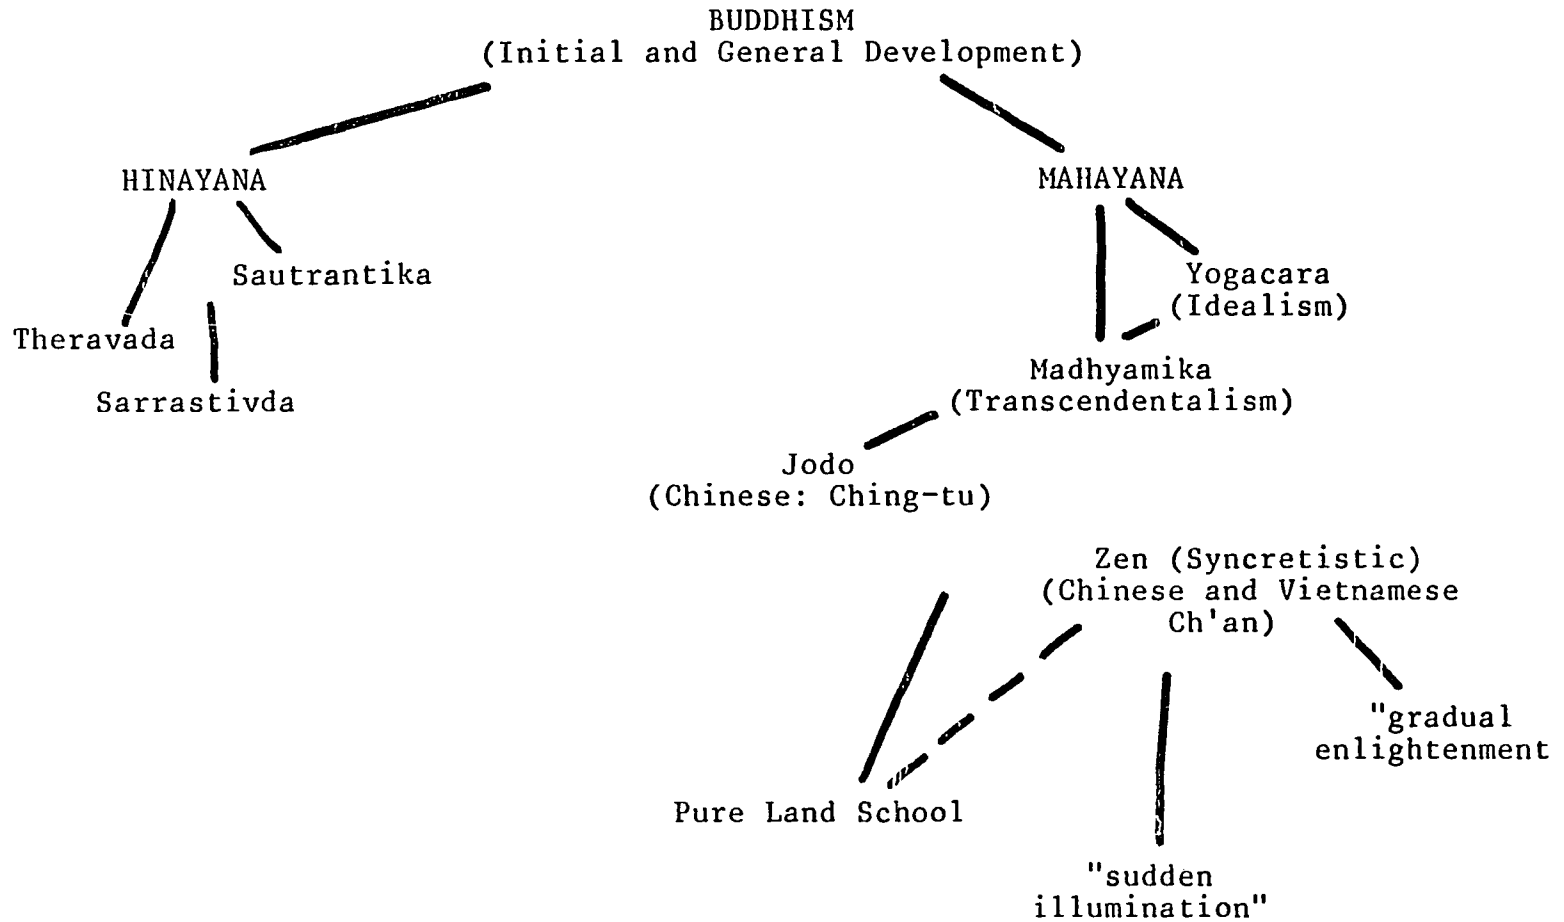 BUDDHISM
(Initial and General Development)
HINAYANA
MAHAYANA
Sautrantika
Yogacara
(Idealism)
Theravada
Madhyamika
Sarrastivda
(Transcendentalism)
Jodo
(Chinese: Ching-tu)
Zen (Syncretistic)
(Chinese and Vietnamese
Ch'an)
"gradual
enlightenment
Pure Land School
"sudden
illumination"